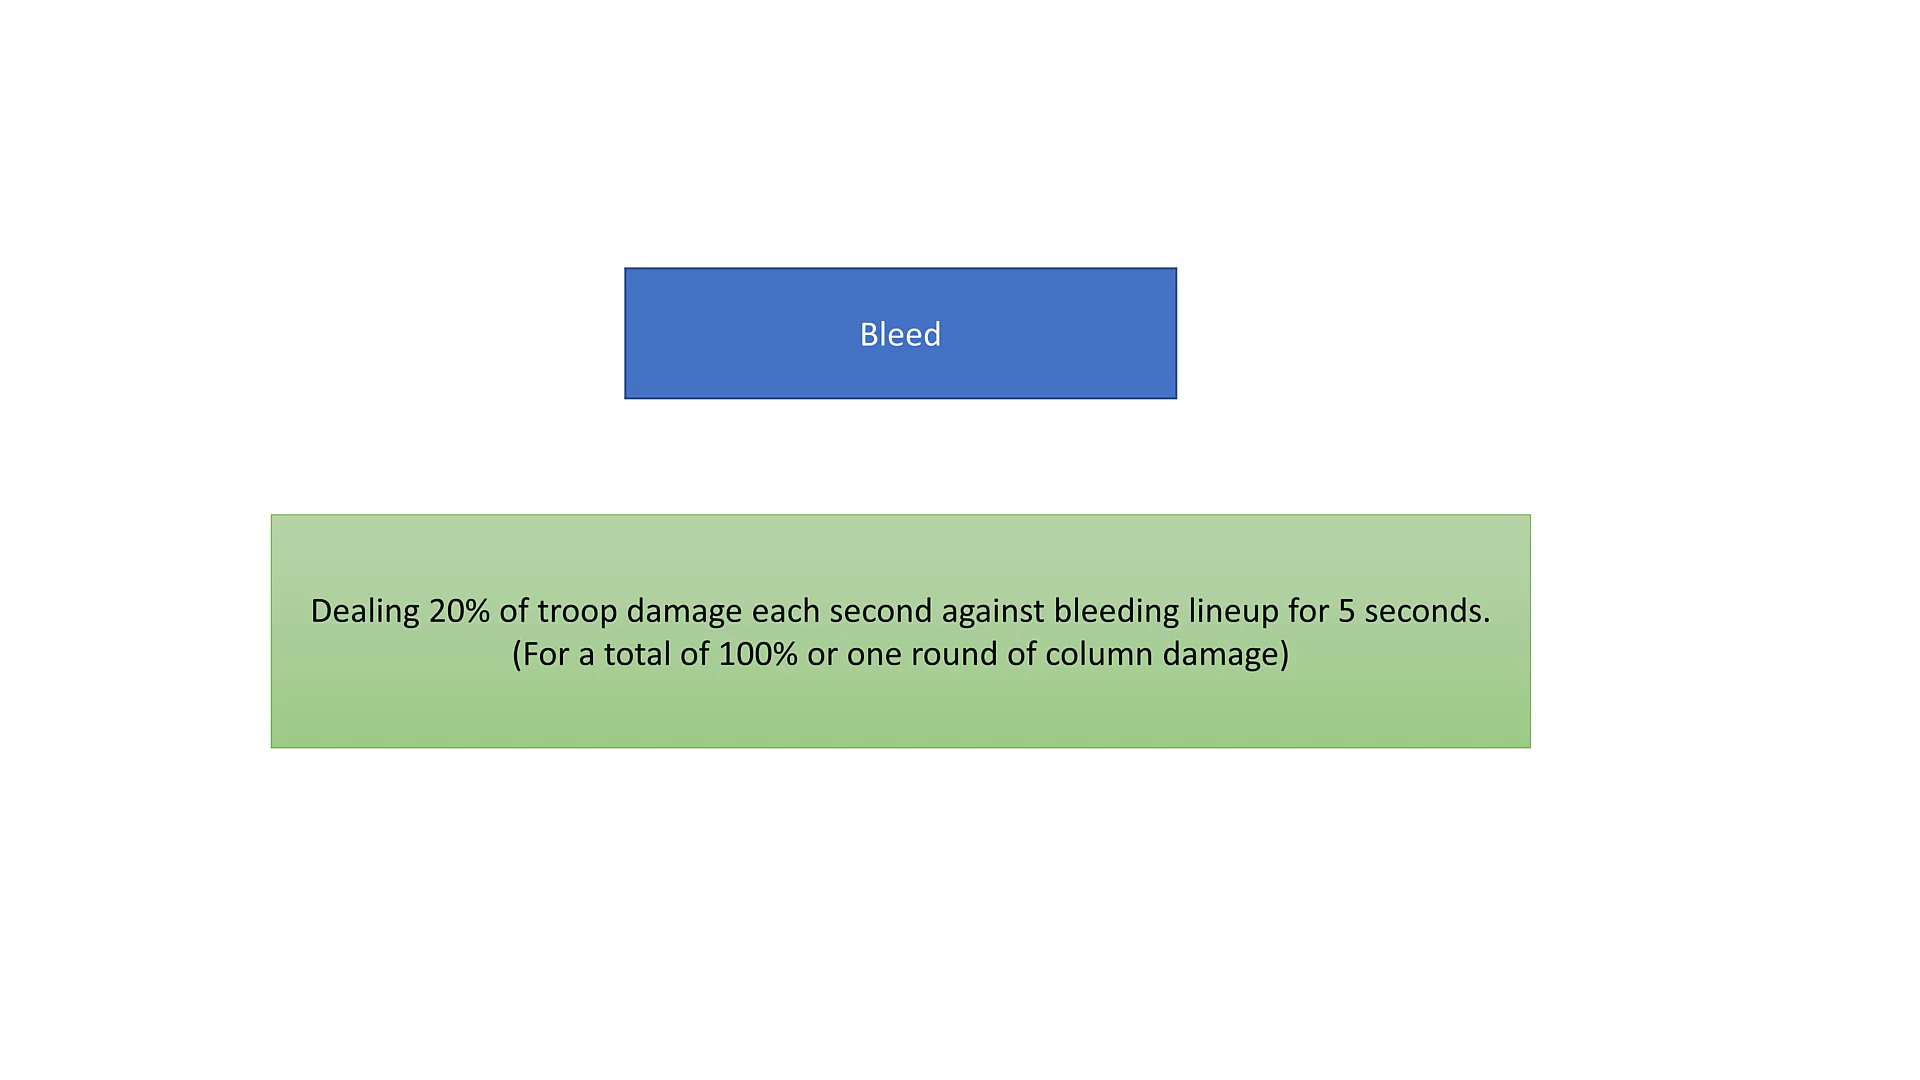 Bleed
Dealing 20% of troop damage each second against bleeding lineup for 5 seconds.
(For a total of 100% or one round of column damage)